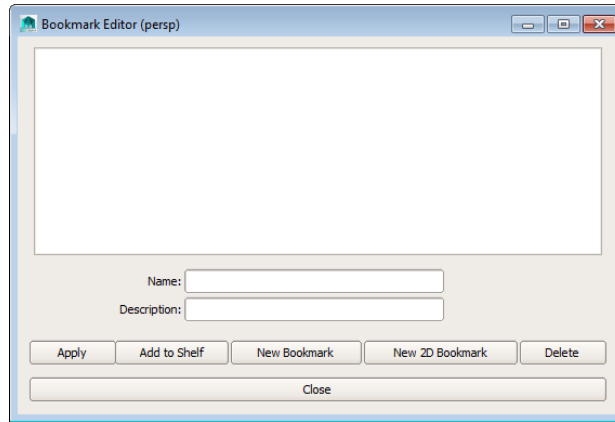 Bookmark Editor (persp)
Name:
Description:
Apply Add to Shelf New Bookmark New 2D Bookmark Delete
Close